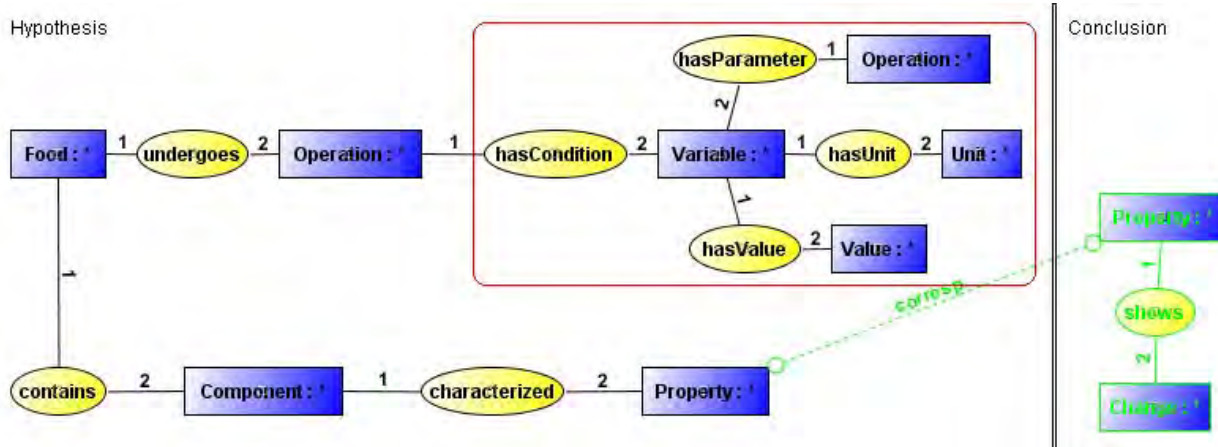 Hypothesis
Conclusion
hasParameter 1 Operation : *
2
Food : * 1 undergoes 2 Operation : * 1 hasCondition 2 Variable : * 1 hasUnit 2 Unit : *
1
hasValue 2 Value : *
1
contains 2 Component : * 1 characterized 2 Property : *
corresp
Property : *
1
shows
2
Change : *